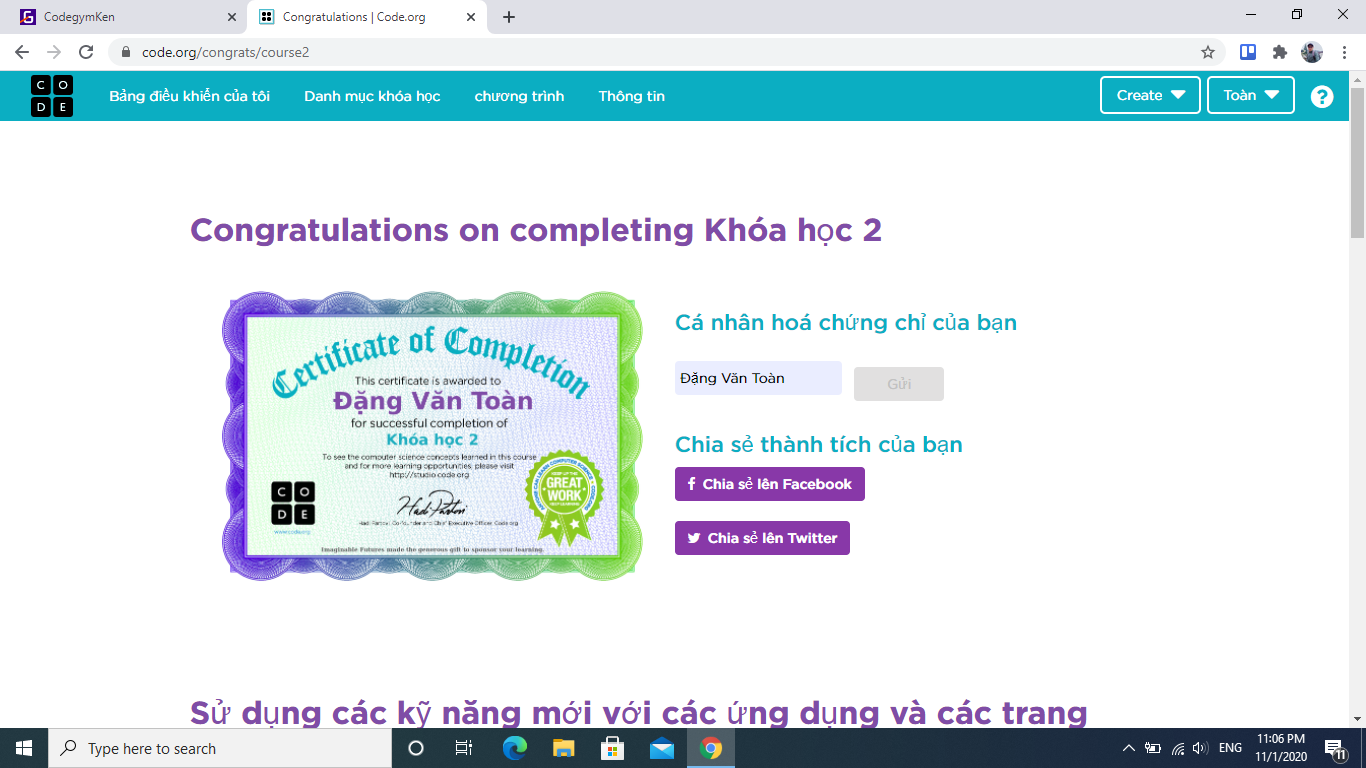 CodegymKen
Congratulations | Code.org
code.org/congrats/course2
C O
D E
Bảng điều khiển của tôi
Danh mục khóa học
chương trình
Thông tin
Create
Toàn
?
Congratulations on completing Khóa học 2
Certificate of Completion
This certificate is awarded to
Đặng Văn Toàn
for successful completion of
Khóa học 2
To see the computer science concepts learned in this course
and for more learning opportunities, please visit
http://studio.code.org
C O
D E
www.code.org
Hadi Partovi, Co-founder and Chief Executive Officer, Code.org
GREAT
WORK
Imaginable Futures made the generous gift to sponsor your learning.
Cá nhân hoá chứng chỉ của bạn
Đặng Văn Toàn
Gửi
Chia sẻ thành tích của bạn
Chia sẻ lên Facebook
Chia sẻ lên Twitter
Sử dụng các kỹ năng mới với các ứng dụng và các trang
Type here to search
ENG
11:06 PM
11/1/2020
11